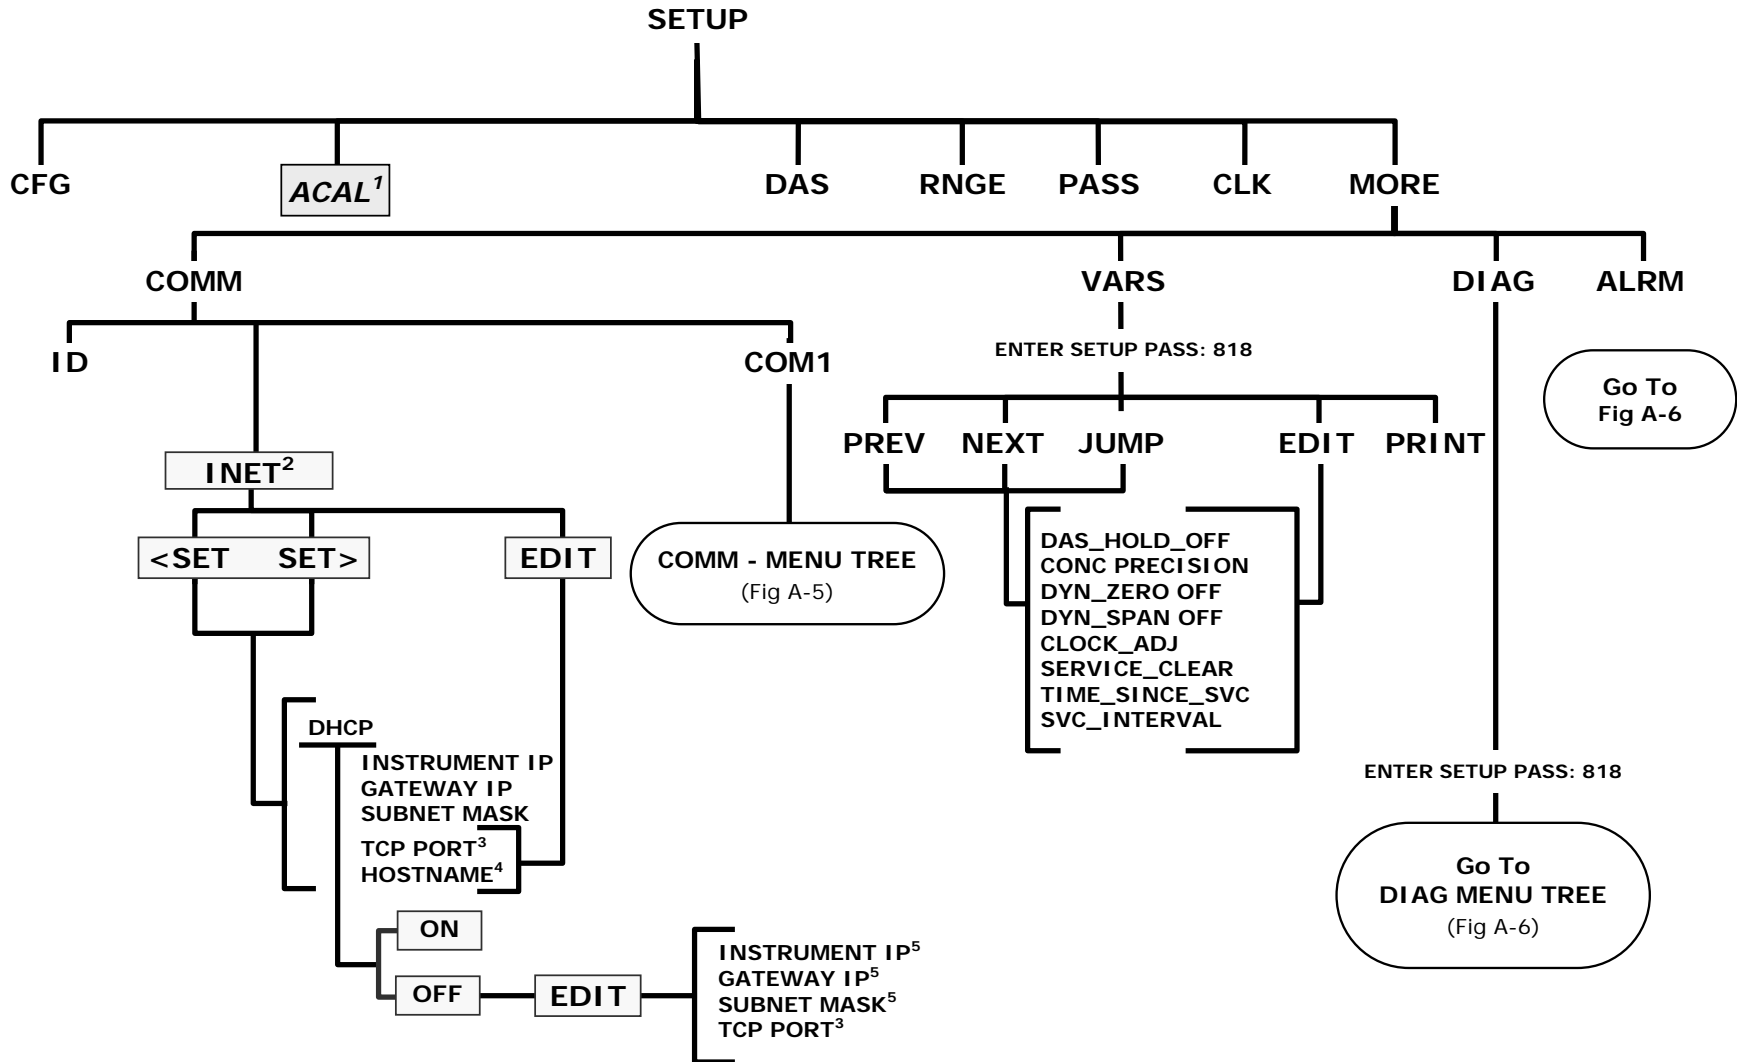 SETUP
CFG
ACAL¹
DAS
RNGE
PASS
CLK
MORE
COMM
VARS
DIAG
ALRM
ID
COM1
ENTER SETUP PASS: 818
Go To
Fig A-6
PREV
NEXT
JUMP
EDIT
PRINT
INET²
<SET
SET>
EDIT
COMM - MENU TREE
(Fig A-5)
DAS_HOLD_OFF
CONC PRECISION
DYN_ZERO OFF
DYN_SPAN OFF
CLOCK_ADJ
SERVICE_CLEAR
TIME_SINCE_SVC
SVC_INTERVAL
DHCP
INSTRUMENT IP
GATEWAY IP
SUBNET MASK
TCP PORT³
HOSTNAME⁴
ENTER SETUP PASS: 818
Go To
DIAG MENU TREE
(Fig A-6)
ON
OFF
EDIT
INSTRUMENT IP⁵
GATEWAY IP⁵
SUBNET MASK⁵
TCP PORT³